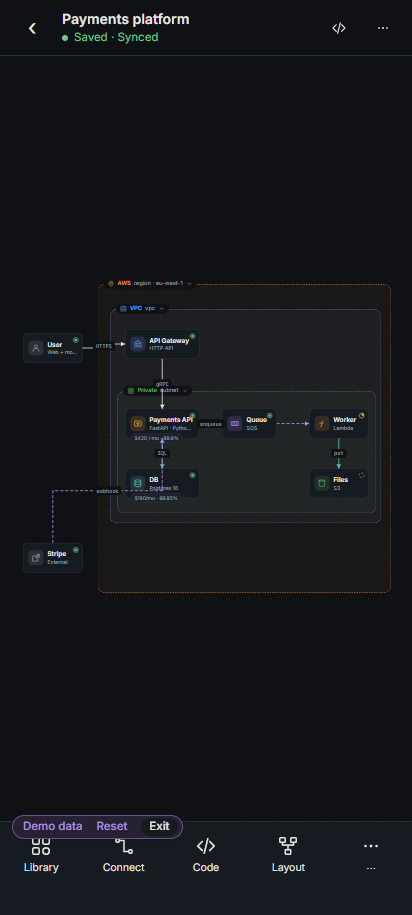 Payments platform
Saved · Synced
AWS region · eu-west-1
VPC vpc
User
Web + mo...
HTTPS
API Gateway
HTTP API
gRPC
Private subnet
Payments API
FastAPI · Pytho...
$420 / mo · 99.9%
enqueue
Queue
SQS
Worker
Lambda
SQL
put
DB
Postgres 16
$180/mo · 99.95%
Files
S3
webhook
Stripe
External
Demo data Reset Exit
Library Connect Code Layout ...